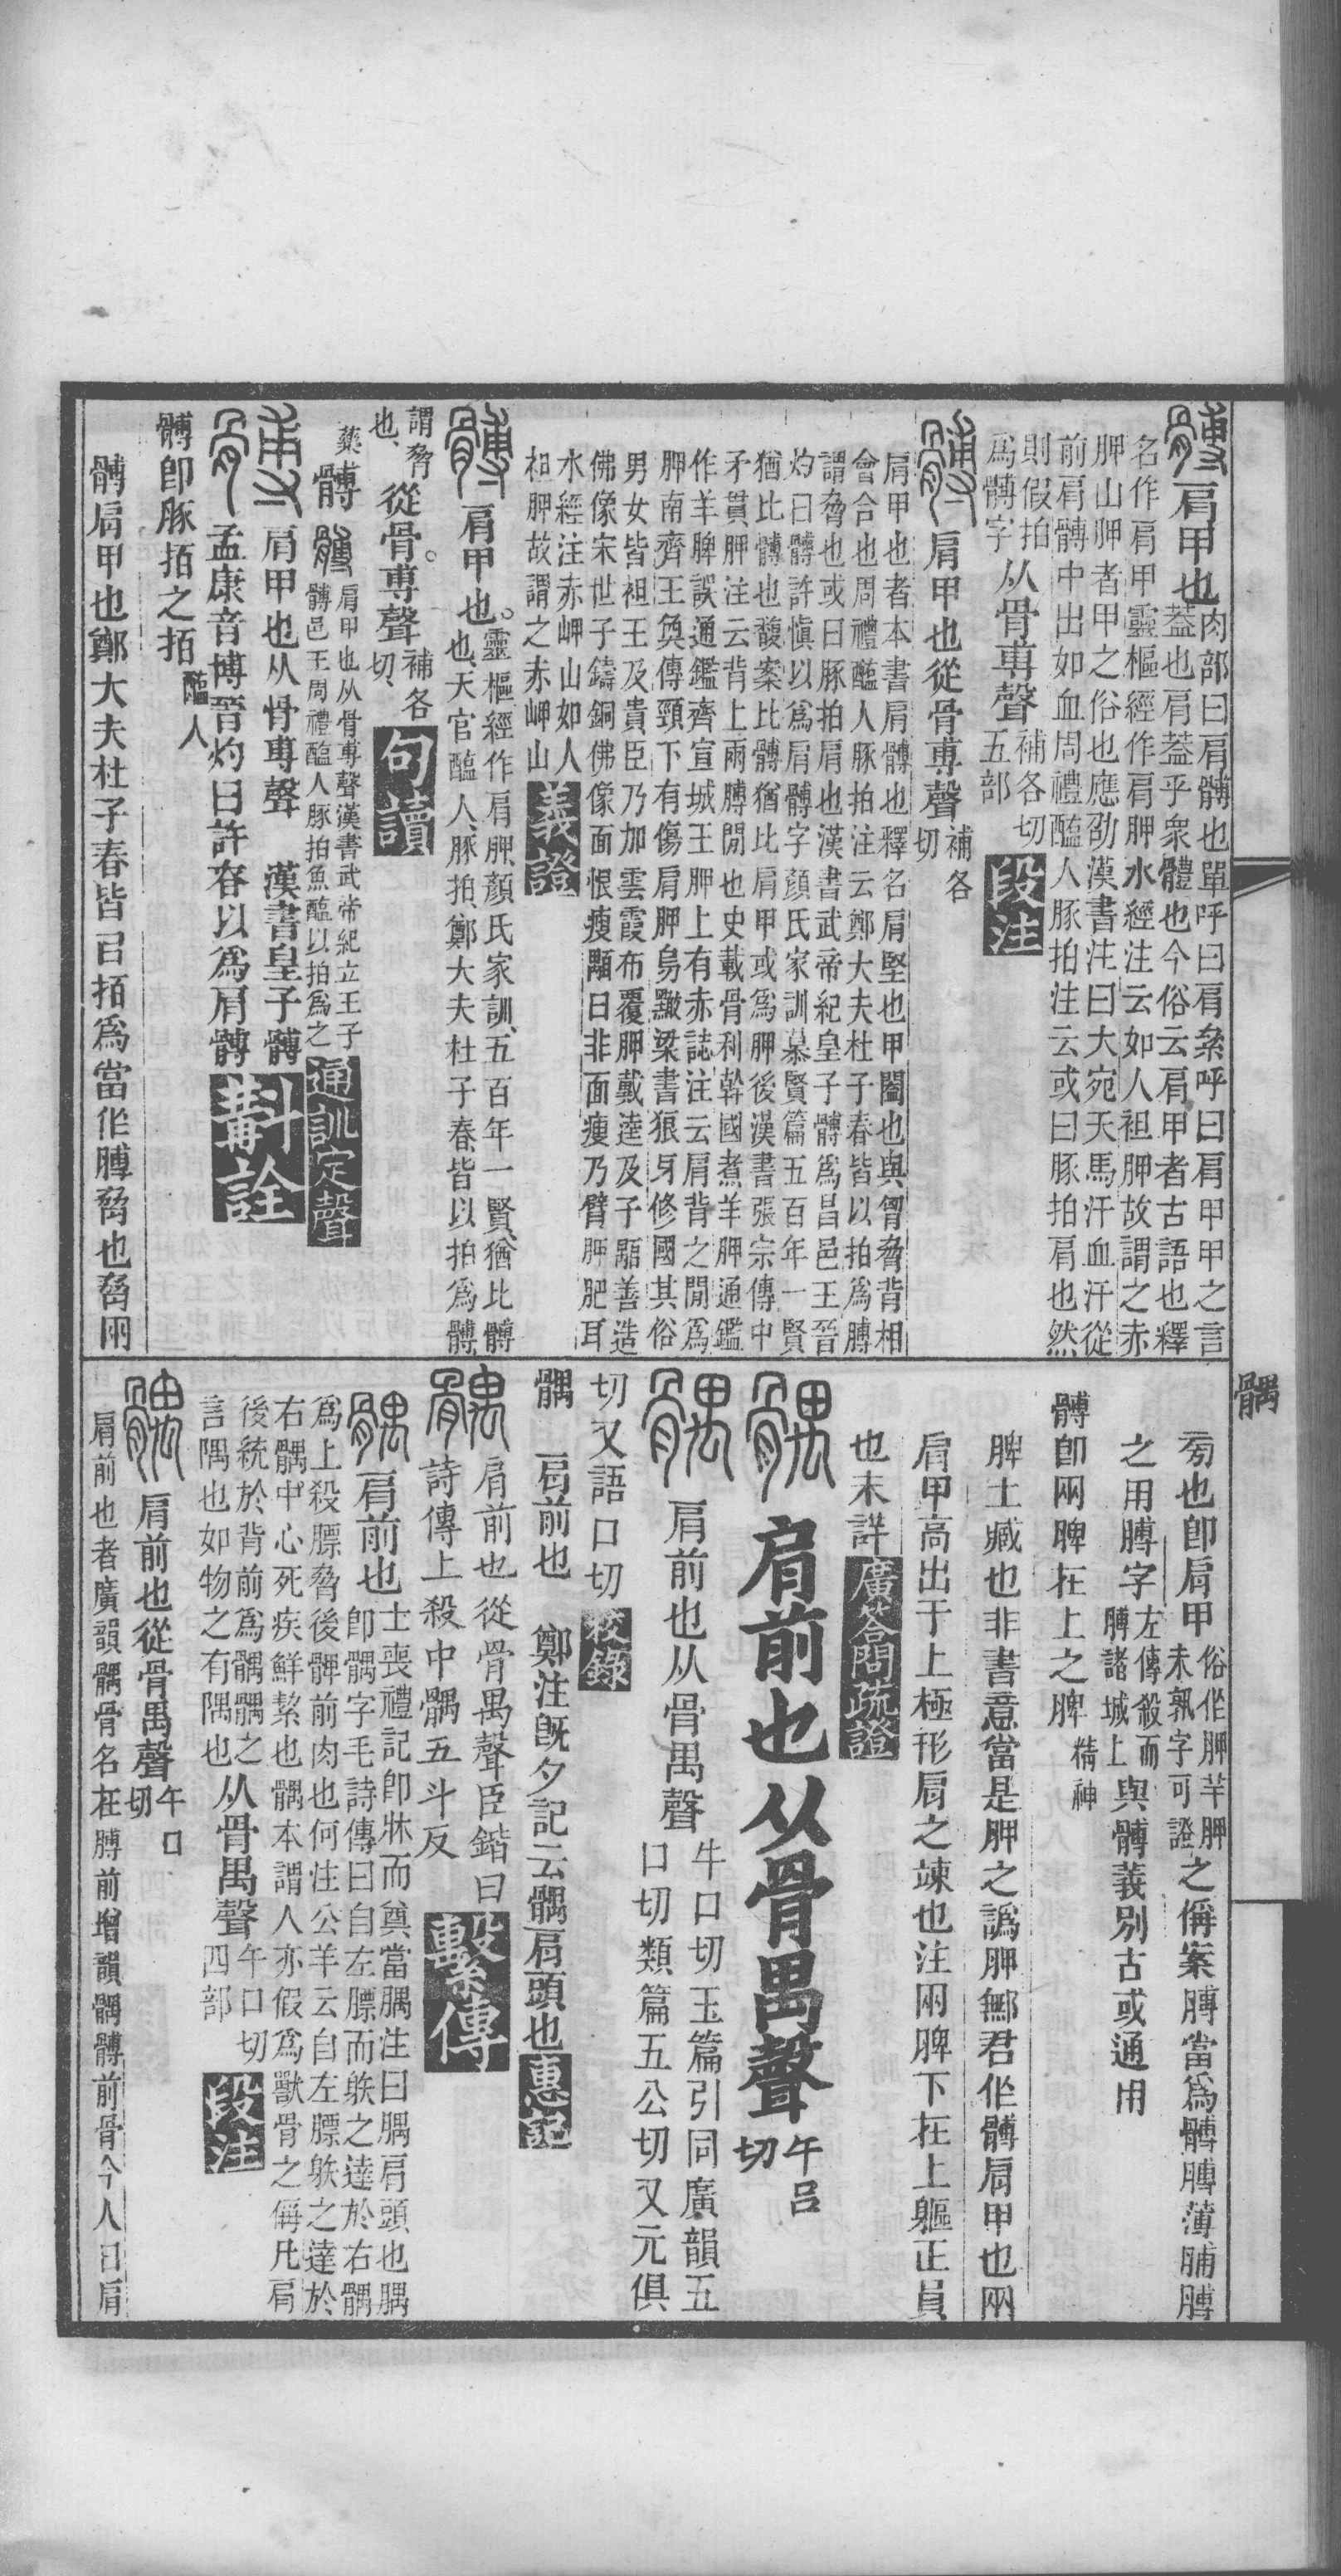 髆肩甲也
肉部曰肩髆也單呼曰肩絫呼曰肩甲甲之言
蓋也肩蓋乎衆體也今俗云肩甲者古語也釋
名作肩甲靈樞經作肩胛水經注云如人袒胛故謂之赤
胛山胛者甲之俗也應劭漢書注曰大宛天馬汗血汗從
前肩髆中出如血周禮醢人豚拍注云或曰豚拍肩也然
則假拍
爲髆字
从骨尃聲
補各切
五部
段注
髆肩甲也從骨尃聲
補各
切
肩甲也者本書肩髆也釋名肩堅也甲闔也與胷脅背相
會合也周禮醢人豚拍注云鄭大夫杜子春皆以拍爲膊
謂脅也或曰豚拍肩也漢書武帝紀皇子髆爲昌邑王晉
灼曰髆許愼以爲肩髆字顏氏家訓慕賢篇五百年一賢
猶比髆也馥案比髆猶比肩甲或爲胛後漢書張宗傳中
矛貫胛注云背上兩膊閒也史載骨利幹國煮羊胛通鑑
作羊脾誤通鑑齊宣城王胛上有赤誌注云肩背之閒爲
胛南齊王奐傳頸下有傷肩胛烏黶梁書狼牙修國其俗
男女皆袒王及貴臣乃加雲霞布覆胛戴逵及子顒善造
佛像宋世子鑄銅佛像面恨瘦顒曰非面瘦乃臂胛肥耳
水經注赤岬山如人
袒胛故謂之赤岬山
義證
髆肩甲也。
靈樞經作肩胛、顏氏家訓、五百年一賢、猶比髆
也、天官醢人、豚拍、鄭大夫杜子春、皆以拍爲髆
謂脅
也、
從骨。尃聲
補各
切、
句讀
藥髆
髆肩甲也从骨尃聲漢書武帝紀立王子
髆邑王周禮醢人豚拍魚醢以拍爲之
通訓定聲
髆肩甲也从骨尃聲 漢書皇子髆
孟康音博晉灼曰許昚以爲肩髆
斠詮
髆卽豚拍之拍
醢人
髆肩甲也鄭大夫杜子春皆㠯拍爲當作膊脅也脅兩
髃
㫄也卽肩甲
俗作胛羊胛
未孰字可證
之偁案膊當爲髆膊薄脯膊
之用膊字
左傳殺而
膊諸城上
與髆義別古或通用
髆卽兩脾在上之脾
精神
脾土臧也非書意當是胛之譌胛鄦君作髆肩甲也兩
肩甲高出于上極形肩之竦也注兩脾下在上軀正員
也未詳
廣答問疏證
髃肩前也从骨禺聲
午口
切
髃肩前也从骨禺聲
牛口切玉篇引同廣韻五
口切類篇五公切又元俱
切又語口切
校錄
髃 肩前也 鄭注旣夕記云髃肩頭也
惠記
髃肩前也從骨禺聲臣鍇曰
詩傳上殺中髃五斗反
繫傳
髃肩前也
士喪禮記卽牀而奠當腢注曰腢肩頭也腢
卽髃字毛詩傳曰自左膘而䠶之達於右髃
爲上殺膘脅後髀前肉也何注公羊云自左膘䠶之達於
右髃中心死疾鮮絜也髃本謂人亦假爲獸骨之偁凡肩
後統於背前爲髃髃之
言隅也如物之有隅也
从骨禺聲
午口切
四部
段注
髃肩前也從骨禺聲
午口
切
肩前也者廣韻髃骨名在膊前增韻髃髆前骨今人曰肩